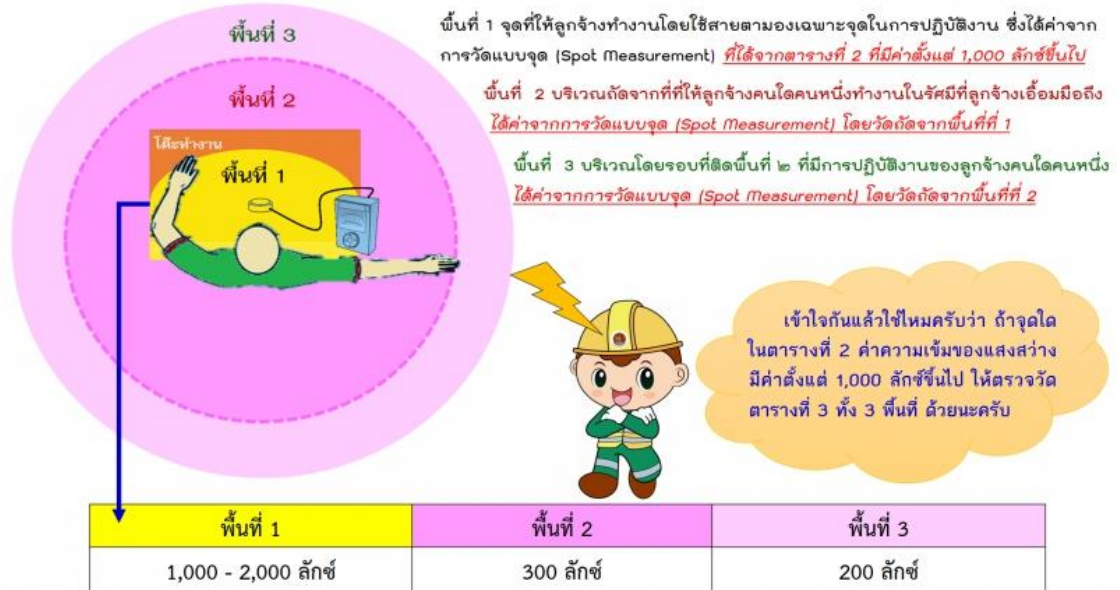 พื้นที่ 3
พื้นที่ 2
โต๊ะทำงาน
พื้นที่ 1
พื้นที่ 1 จุดที่ให้ลูกจ้างทำงานโดยใช้สายตามองเฉพาะจุดในการปฏิบัติงาน ซึ่งได้ค่าจาก
การวัดแบบจุด (Spot Measurement) ที่ได้จากตารางที่ 2 ที่มีค่าตั้งแต่ 1,000 ลักซ์ขึ้นไป
พื้นที่ 2 บริเวณถัดจากที่ที่ให้ลูกจ้างคนใดคนหนึ่งทำงานในรัศมีที่ลูกจ้างเอื้อมมือถึง
ได้ค่าจากการวัดแบบจุด (Spot Measurement) โดยวัดถัดจากพื้นที่ที่ 1
พื้นที่ 3 บริเวณโดยรอบที่ติดพื้นที่ ๒ ที่มีการปฏิบัติงานของลูกจ้างคนใดคนหนึ่ง
ได้ค่าจากการวัดแบบจุด (Spot Measurement) โดยวัดถัดจากพื้นที่ที่ 2
เข้าใจกันแล้วใช่ไหมครับว่า ถ้าจุดใด
ในตารางที่ 2 ค่าความเข้มของแสงสว่าง
มีค่าตั้งแต่ 1,000 ลักซ์ขึ้นไป ให้ตรวจวัด
ตารางที่ 3 ทั้ง 3 พื้นที่ ด้วยนะครับ
พื้นที่ 1 พื้นที่ 2 พื้นที่ 3
1,000 - 2,000 ลักซ์ 300 ลักซ์ 200 ลักซ์